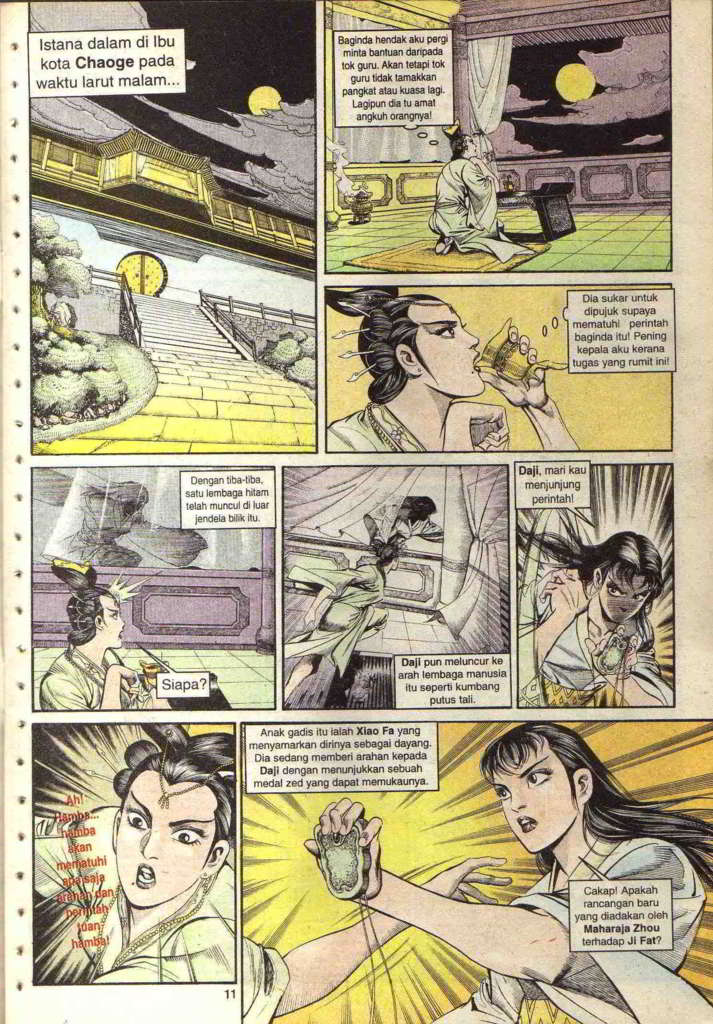 Istana dalam di Ibu
kota Chaoge pada
waktu larut malam...
Baginda hendak aku pergi
minta bantuan daripada
tok guru. Akan tetapi tok
guru tidak tamakkan
pangkat atau kuasa lagi.
Lagipun dia tu amat
angkuh orangnya!
Dia sukar untuk
dipujuk supaya
mematuhi perintah
baginda itu! Pening
kepala aku kerana
tugas yang rumit ini!
Dengan tiba-tiba,
satu lembaga hitam
telah muncul di luar
jendela bilik itu.
Siapa?
Daji pun meluncur ke
arah lembaga manusia
itu seperti kumbang
putus tali.
Daji, mari kau
menjunjung
perintah!
Ah!
Hamba...
hamba
akan
mematuhi
apa saja
arahan dan
perintah
tuan
hamba!
Anak gadis itu ialah Xiao Fa yang
menyamarkan dirinya sebagai dayang.
Dia sedang memberi arahan kepada
Daji dengan menunjukkan sebuah
medal zed yang dapat memukaunya.
Cakap! Apakah
rancangan baru
yang diadakan oleh
Maharaja Zhou
terhadap Ji Fat?
11